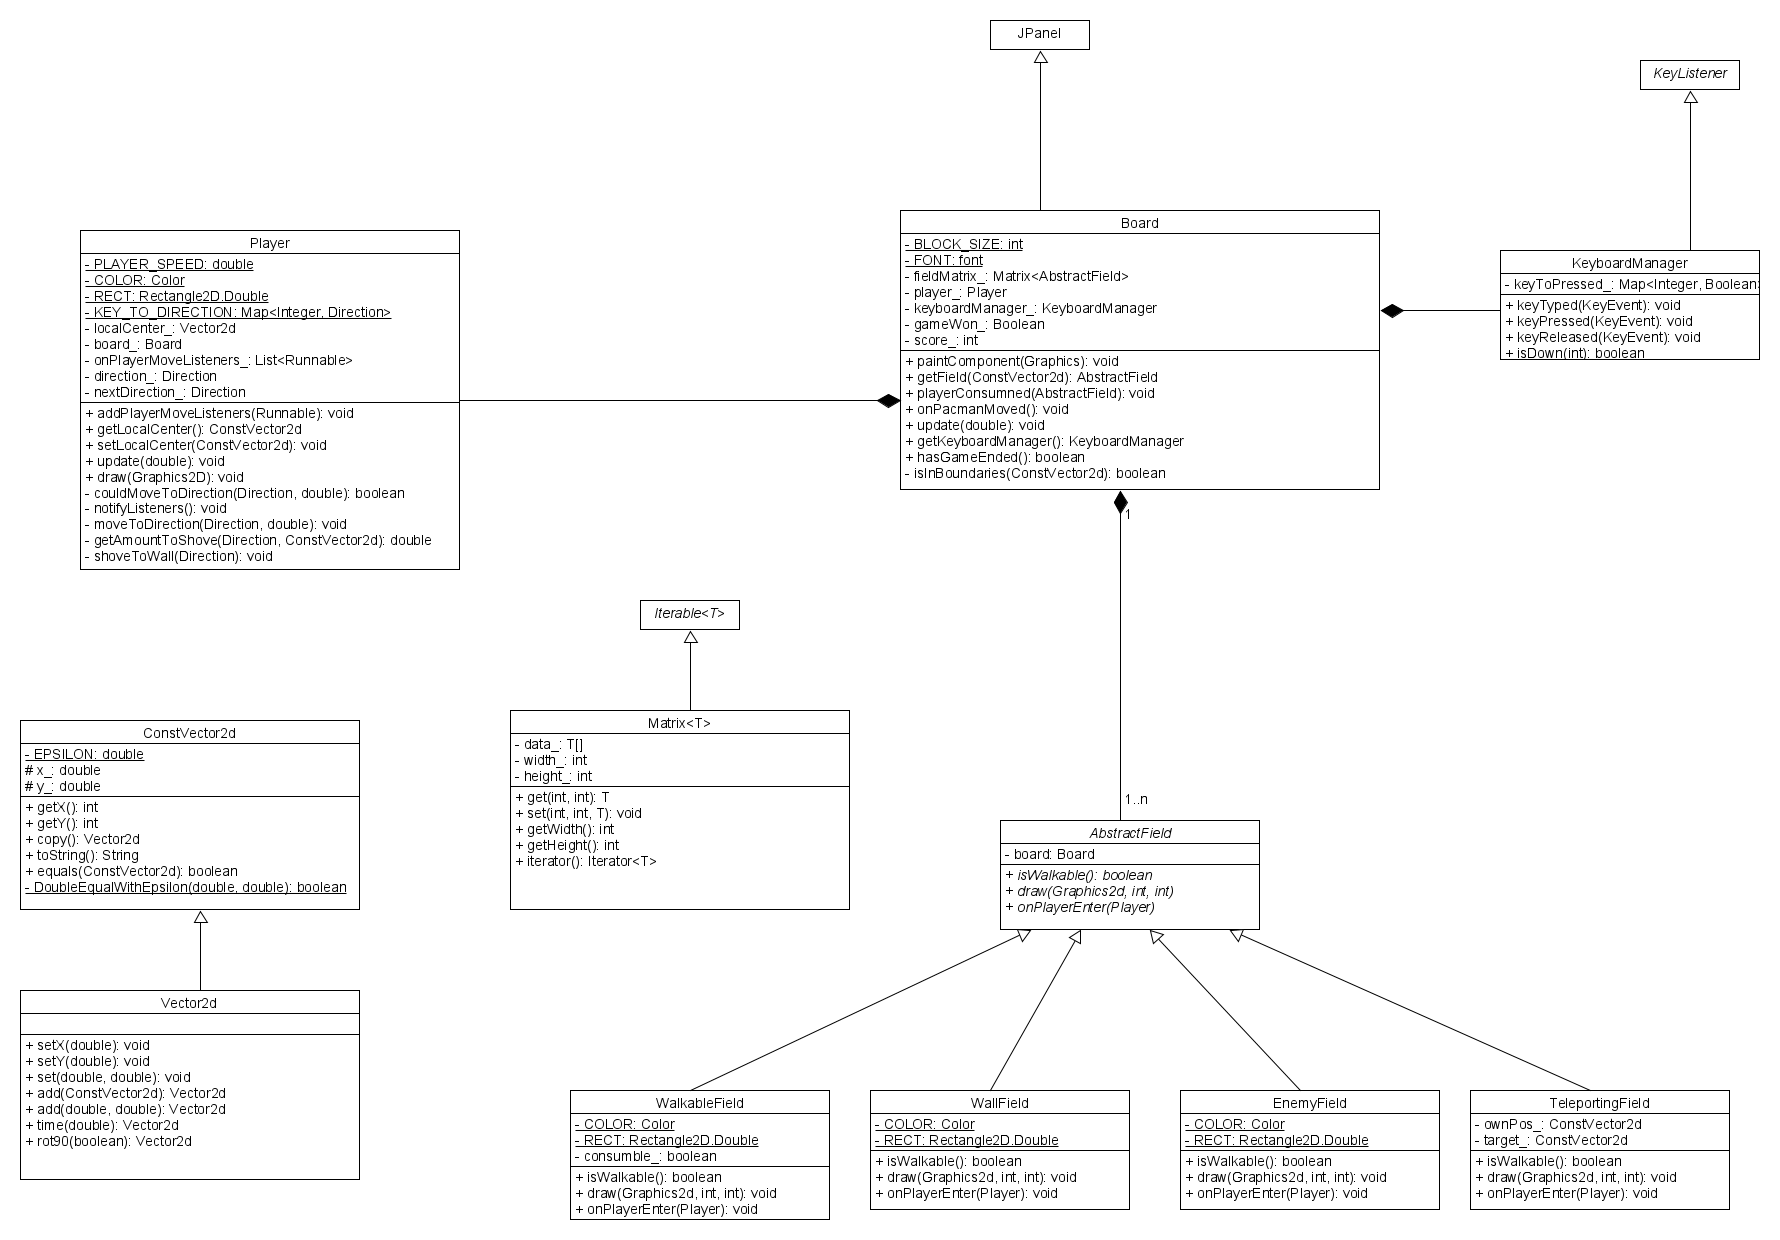 JPanel
KeyListener
Player
- PLAYER_SPEED: double
- COLOR: Color
- RECT: Rectangle2D.Double
- KEY_TO_DIRECTION: Map<Integer, Direction>
- localCenter_: Vector2d
- board_: Board
- onPlayerMoveListeners_: List<Runnable>
- direction_: Direction
- nextDirection_: Direction
+ addPlayerMoveListeners(Runnable): void
+ getLocalCenter(): ConstVector2d
+ setLocalCenter(ConstVector2d): void
+ update(double): void
+ draw(Graphics2D): void
- couldMoveToDirection(Direction, double): boolean
- notifyListeners(): void
- moveToDirection(Direction, double): void
- getAmountToShove(Direction, ConstVector2d): double
- shoveToWall(Direction): void
Board
- BLOCK_SIZE: int
- FONT: font
- fieldMatrix_: Matrix<AbstractField>
- player_: Player
- keyboardManager_: KeyboardManager
- gameWon_: Boolean
- score_: int
+ paintComponent(Graphics): void
+ getField(ConstVector2d): AbstractField
+ playerConsumned(AbstractField): void
+ onPacmanMoved(): void
+ update(double): void
+ getKeyboardManager(): KeyboardManager
+ hasGameEnded(): boolean
- isInBoundaries(ConstVector2d): boolean
KeyboardManager
- keyToPressed_: Map<Integer, Boolean>
+ keyTyped(KeyEvent): void
+ keyPressed(KeyEvent): void
+ keyReleased(KeyEvent): void
+ isDown(int): boolean
1
1..n
Iterable<T>
Matrix<T>
- data_: T[]
- width_: int
- height_: int
+ get(int, int): T
+ set(int, int, T): void
+ getWidth(): int
+ getHeight(): int
+ iterator(): Iterator<T>
ConstVector2d
- EPSILON: double
# x_: double
# y_: double
+ getX(): int
+ getY(): int
+ copy(): Vector2d
+ toString(): String
+ equals(ConstVector2d): boolean
- DoubleEqualWithEpsilon(double, double): boolean
Vector2d
+ setX(double): void
+ setY(double): void
+ set(double, double): void
+ add(ConstVector2d): Vector2d
+ add(double, double): Vector2d
+ time(double): Vector2d
+ rot90(boolean): Vector2d
AbstractField
- board: Board
+ isWalkable(): boolean
+ draw(Graphics2d, int, int)
+ onPlayerEnter(Player)
WalkableField
- COLOR: Color
- RECT: Rectangle2D.Double
- consumble_: boolean
+ isWalkable(): boolean
+ draw(Graphics2d, int, int): void
+ onPlayerEnter(Player): void
WallField
- COLOR: Color
- RECT: Rectangle2D.Double
+ isWalkable(): boolean
+ draw(Graphics2d, int, int): void
+ onPlayerEnter(Player): void
EnemyField
- COLOR: Color
- RECT: Rectangle2D.Double
+ isWalkable(): boolean
+ draw(Graphics2d, int, int): void
+ onPlayerEnter(Player): void
TeleportingField
- ownPos_: ConstVector2d
- target_: ConstVector2d
+ isWalkable(): boolean
+ draw(Graphics2d, int, int): void
+ onPlayerEnter(Player): void